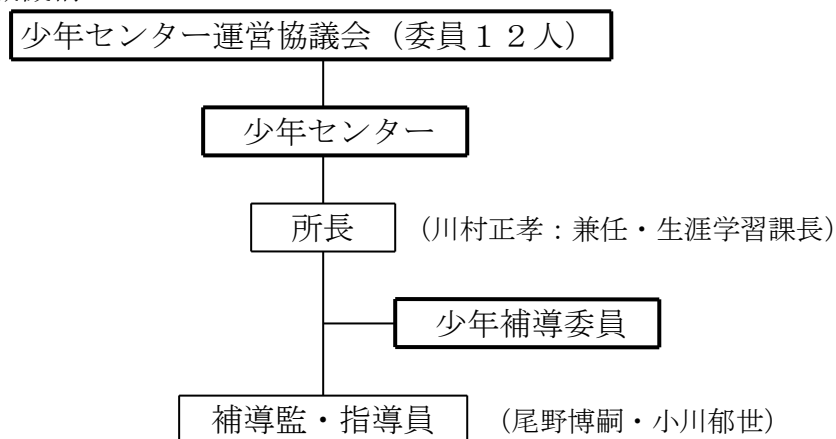 少年センター運営協議会（委員１２人）
少年センター
所長 （川村正孝：兼任・生涯学習課長）
少年補導委員
補導監・指導員 （尾野博嗣・小川郁世）